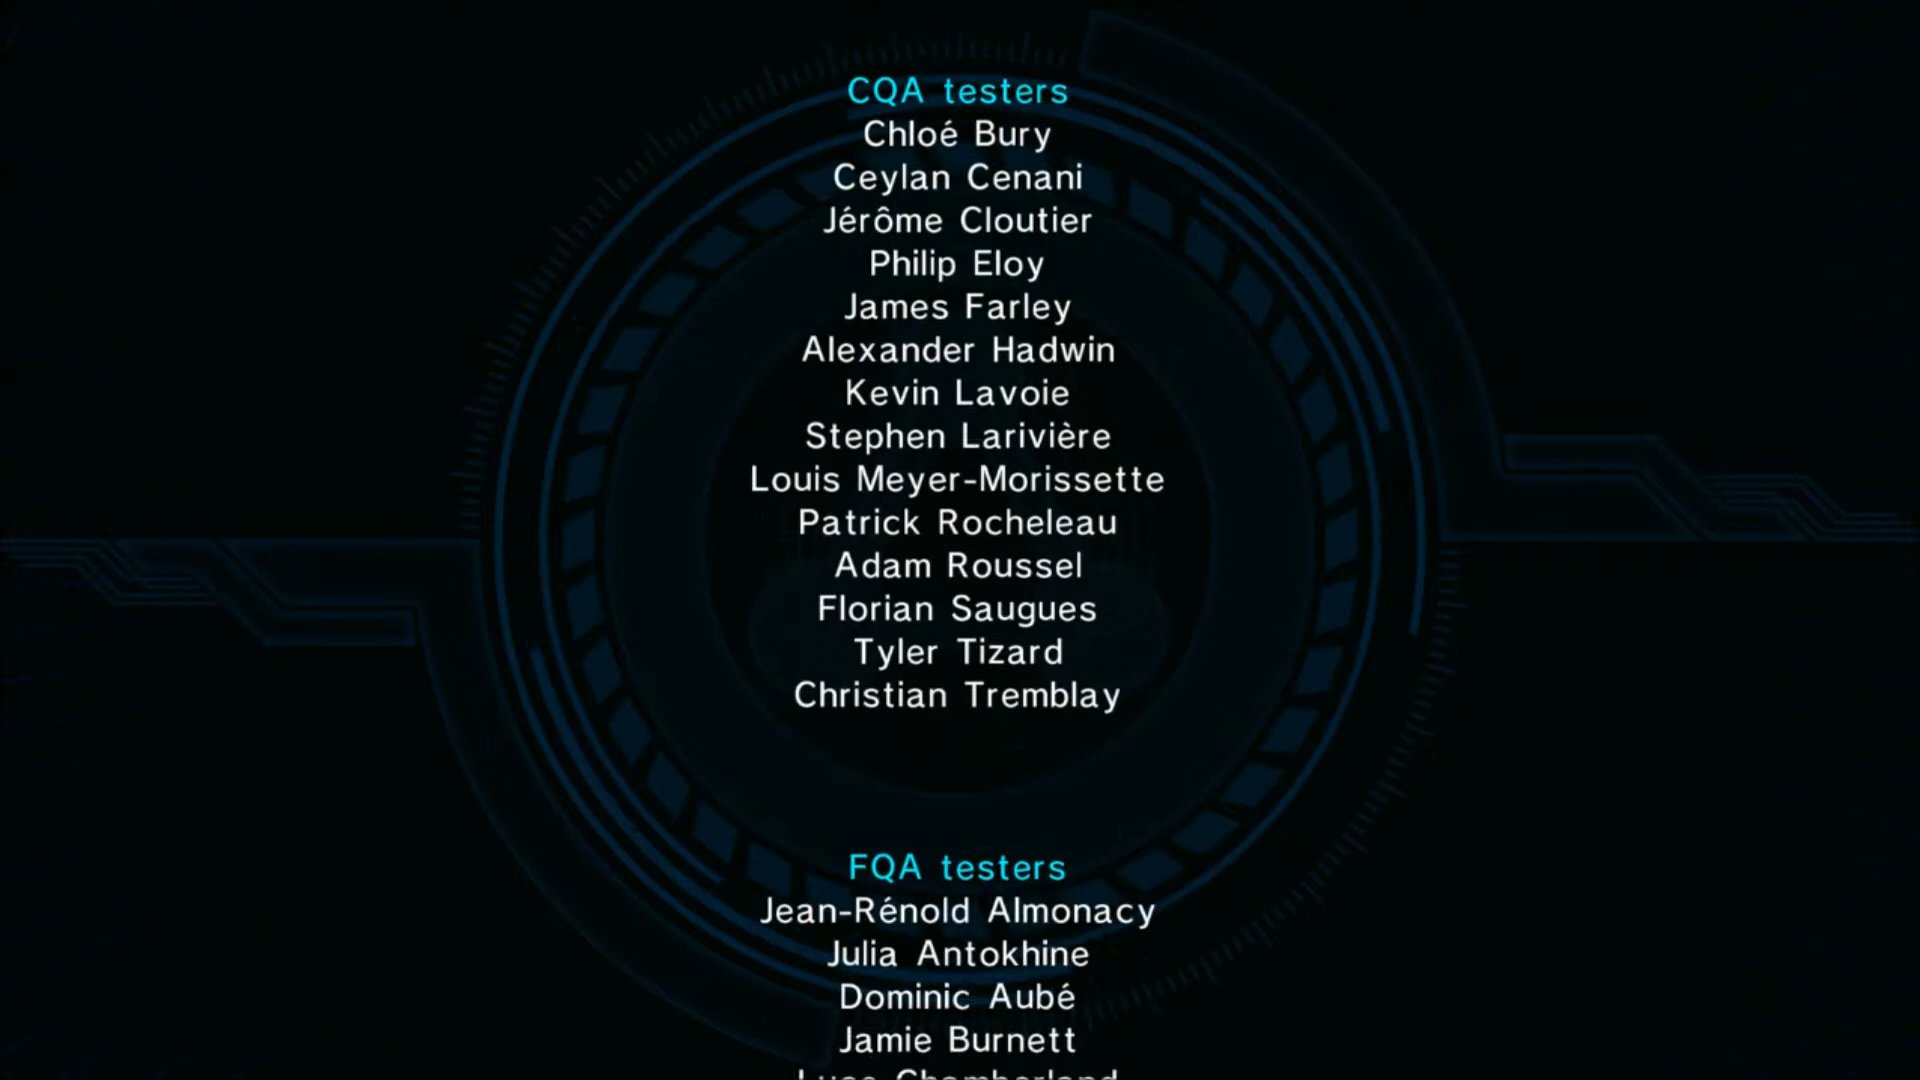 CQA testers
Chloé Bury
Ceylan Cenani
Jérôme Cloutier
Philip Eloy
James Farley
Alexander Hadwin
Kevin Lavoie
Stephen Larivière
Louis Meyer-Morissette
Patrick Rocheleau
Adam Roussel
Florian Saugues
Tyler Tizard
Christian Tremblay
FQA testers
Jean-Rénold Almonacy
Julia Antokhine
Dominic Aubé
Jamie Burnett
Chamberland